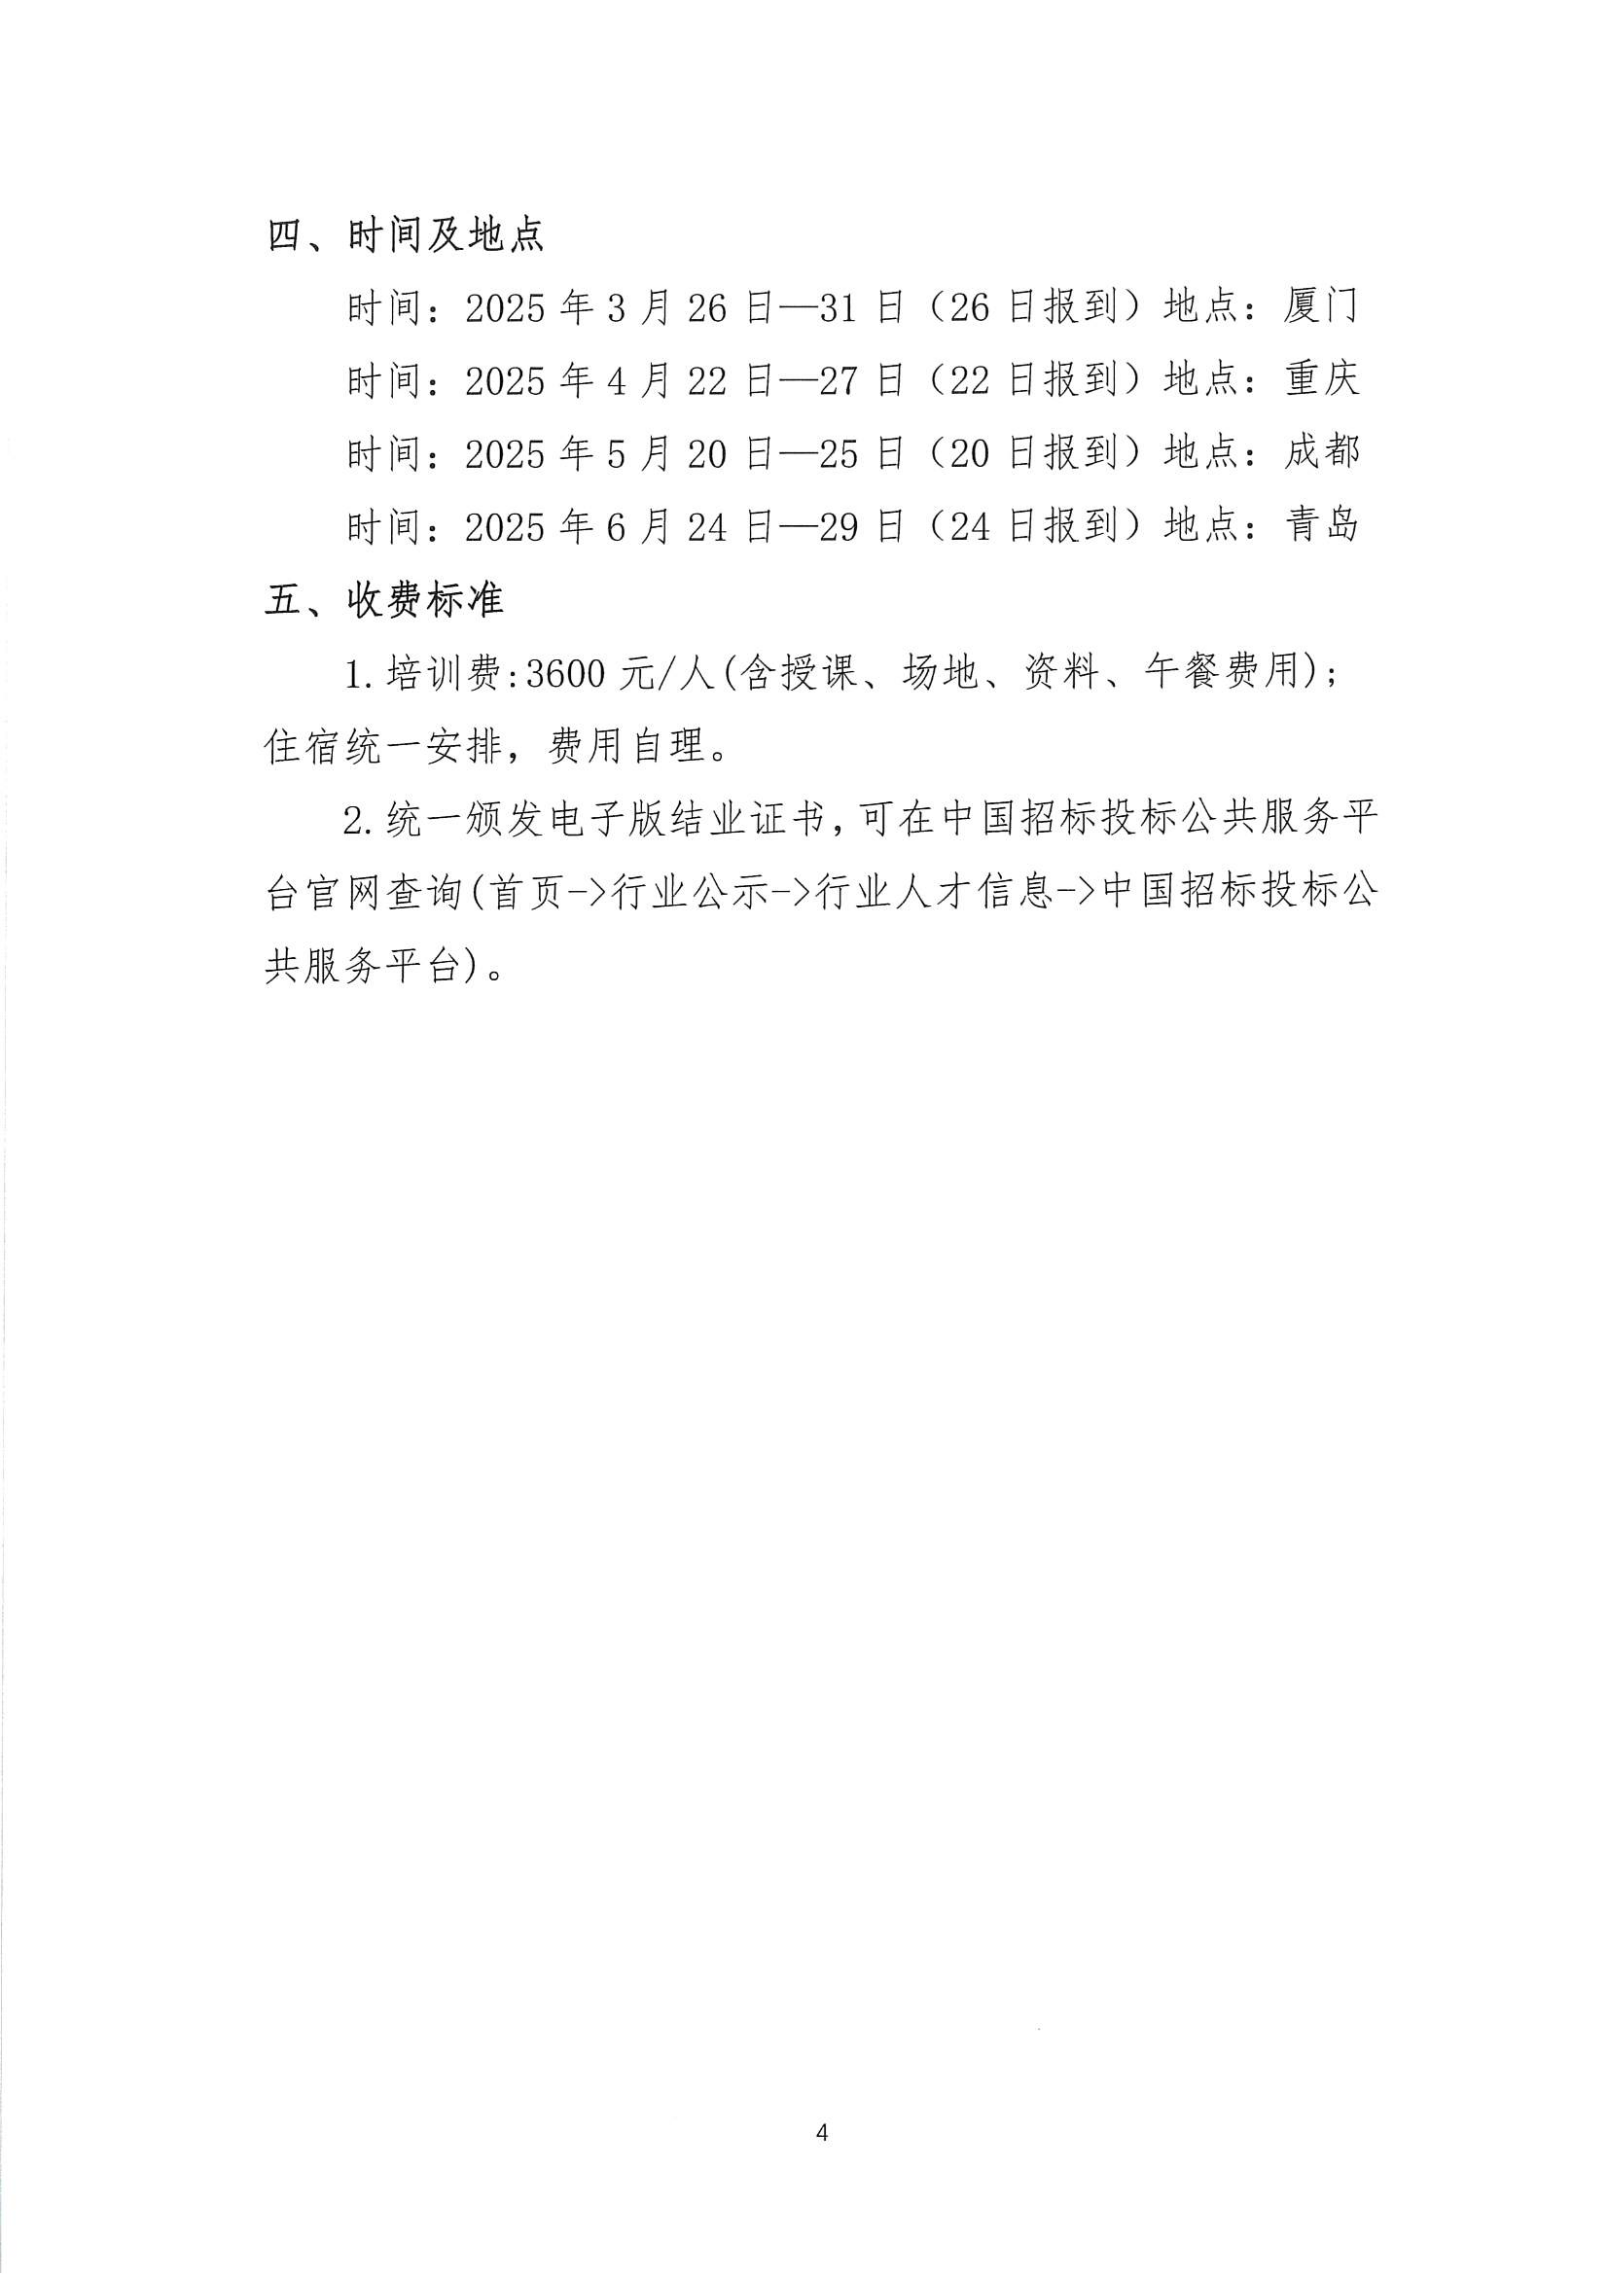 四、时间及地点
时间：2025 年 3 月 26 日—31 日（26 日报到）地点：厦门
时间：2025 年 4 月 22 日—27 日（22 日报到）地点：重庆
时间：2025 年 5 月 20 日—25 日（20 日报到）地点：成都
时间：2025 年 6 月 24 日—29 日（24 日报到）地点：青岛
五、收费标准
1.培训费:3600 元/人(含授课、场地、资料、午餐费用)；
住宿统一安排，费用自理。
2.统一颁发电子版结业证书,可在中国招标投标公共服务平
台官网查询(首页->行业公示->行业人才信息->中国招标投标公
共服务平台)。
4